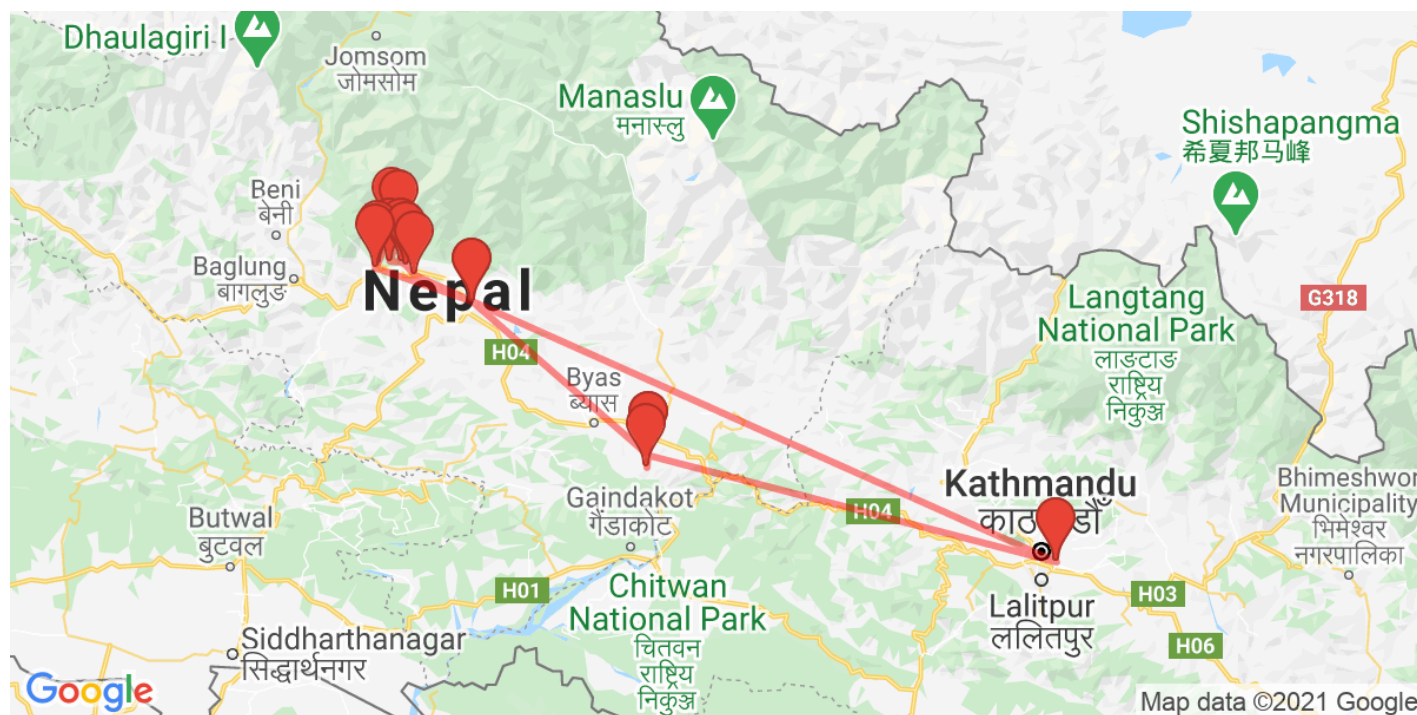 Dhaulagiri I
Jomsom
जोमसोम
Manaslu
मनास्लु
Shishapangma
希夏邦马峰
Beni
बेनी
Baglung
बागलुङ
Nepal
Langtang
National Park
लाङटाङ
राष्ट्रिय
निकुञ्ज
G318
H04
Byas
ब्यास
Kathmandu
Gaindakot
गैंडाकोट
H04
Bhimeshwor
Municipality
भिमेश्वर
नगरपालिका
Butwal
बुटवल
H01
Chitwan
National Park
चितवन
राष्ट्रिय
निकुञ्ज
Lalitpur
ललितपुर
H03
H06
Siddharthanagar
सिद्धार्थनगर
Google
Map data ©2021 Google